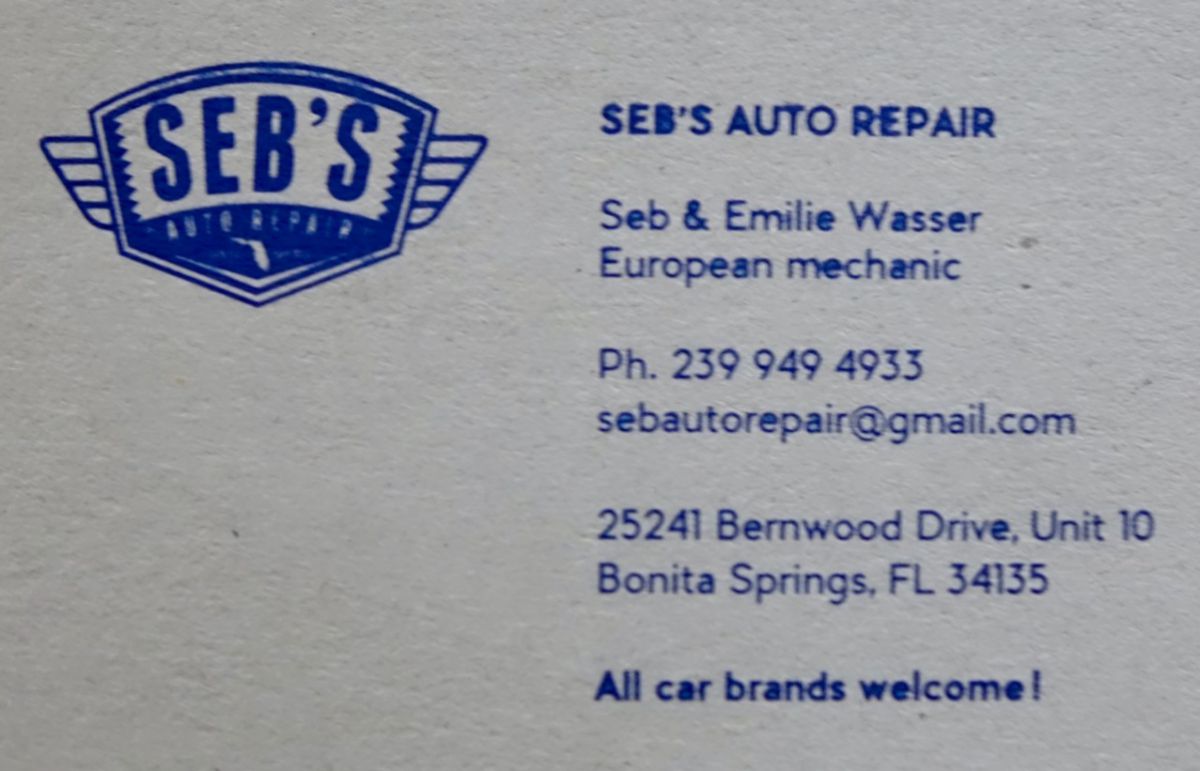 SEB'S
AUTO REPAIR
SEB'S AUTO REPAIR
Seb & Emilie Wasser
European mechanic
Ph. 239 949 4933
sebautorepair@gmail.com
25241 Bernwood Drive, Unit 10
Bonita Springs, FL 34135
All car brands welcome!